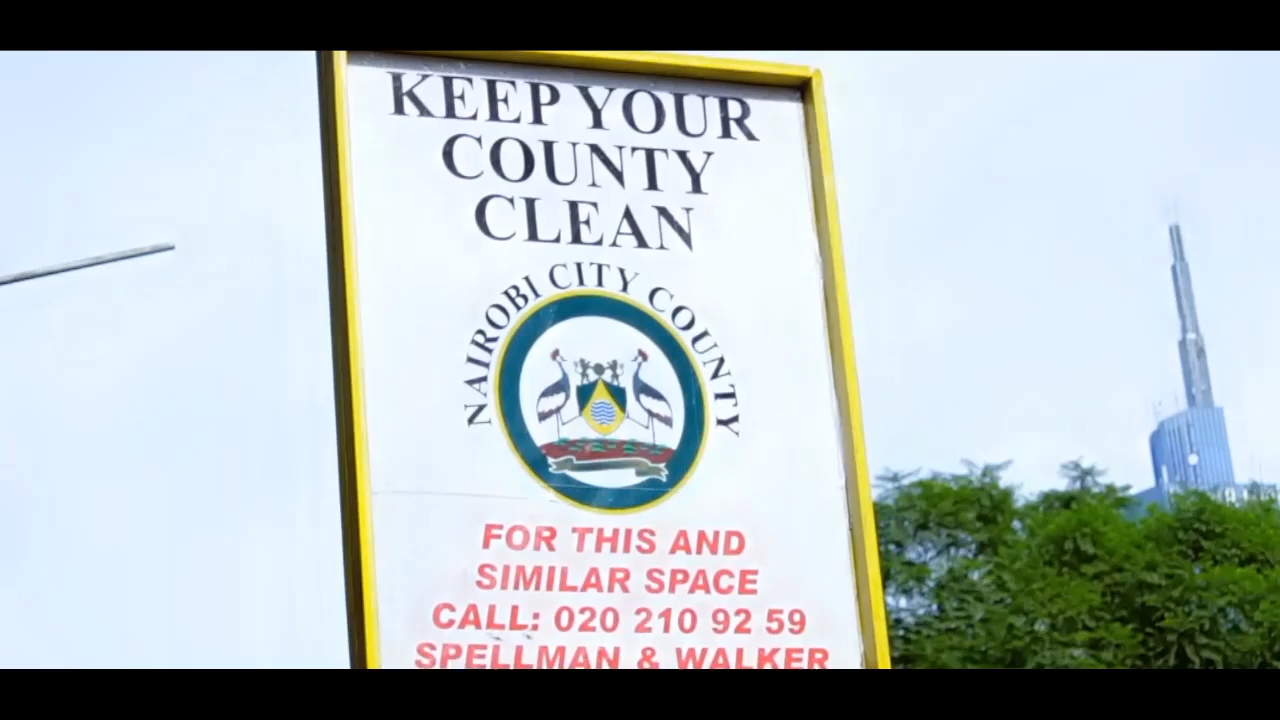 KEEP YOUR
COUNTY
CLEAN
NAIROBI CITY COUNTY
FOR THIS AND
SIMILAR SPACE
CALL: 020 210 92 59
SPELLMAN & WALKER